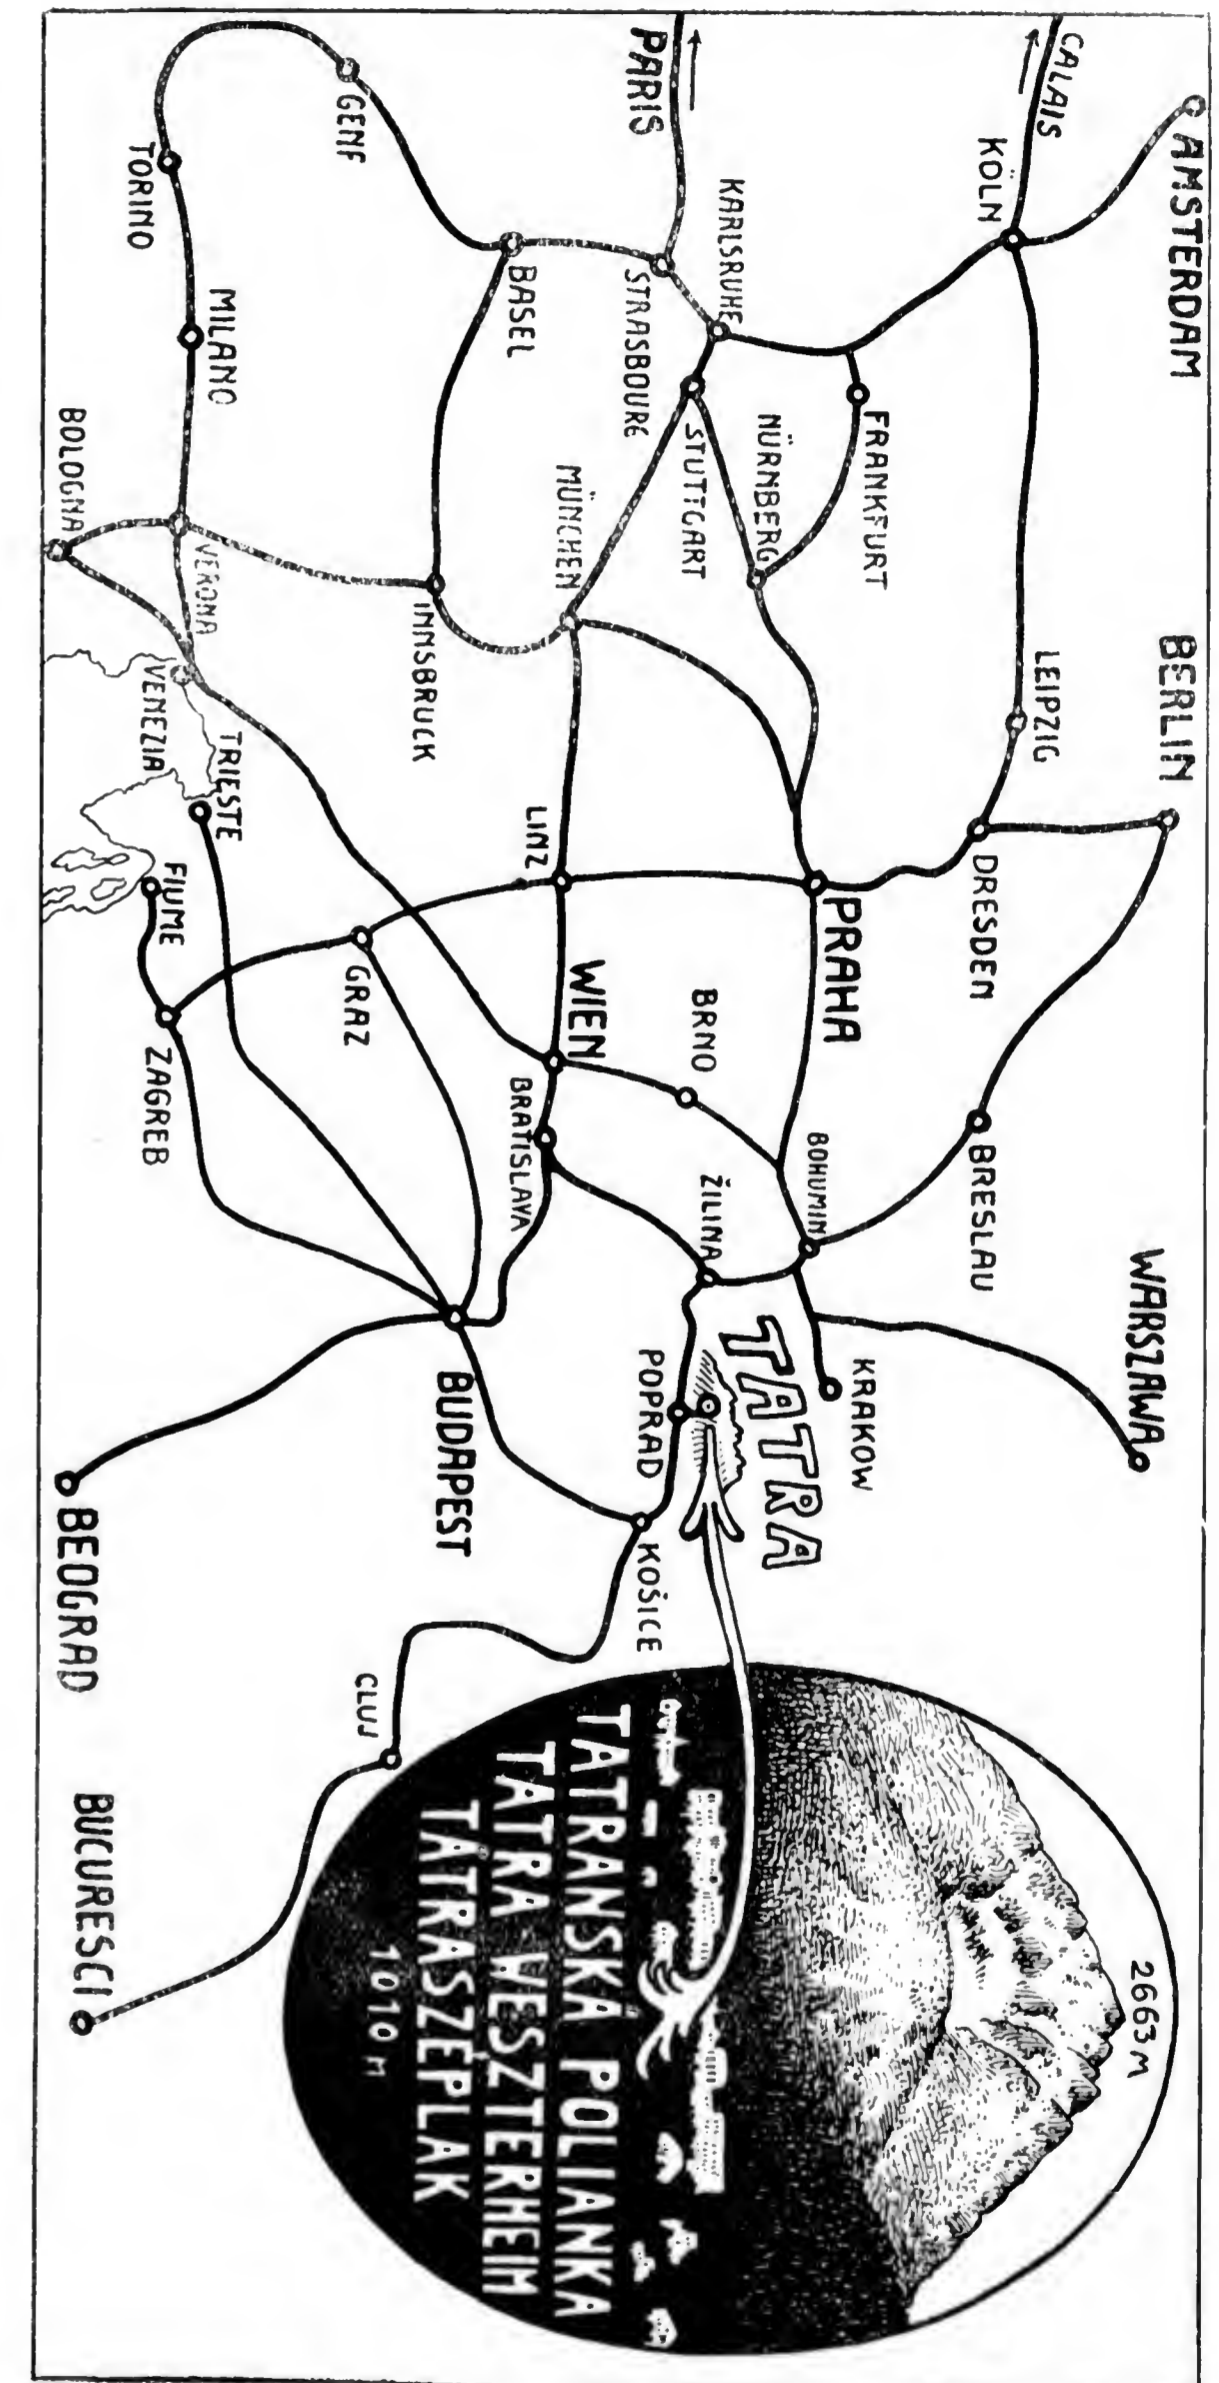 AMSTERDAM
BERLIN
WARSZAWA
CALAIS
KÖLN
LEIPZIG
DRESDEN
BRESLAU
KRAKOW
FRANKFURT
PARIS
KARLSRUHE
STRASBOURG
STUTTGART
NÜRNBERG
PRAHA
BRNO
BOHUMIN
ŽILINA
TATRA
POPRAD
KOŠICE
MÜNCHEN
LINZ
WIEN
BRATISLAVA
BUDAPEST
BASEL
GENF
INNSBRUCK
GRAZ
CLUJ
TORINO
MILANO
VERONA
BOLOGNA
VENEZIA
TRIESTE
FIUME
ZAGREB
BEOGRAD
BUCURESCI
2663 M
TATRANSKÁ POLIANKA
TATRA WESZTERHEIM
TÁTRASZÉPLAK
1010 M